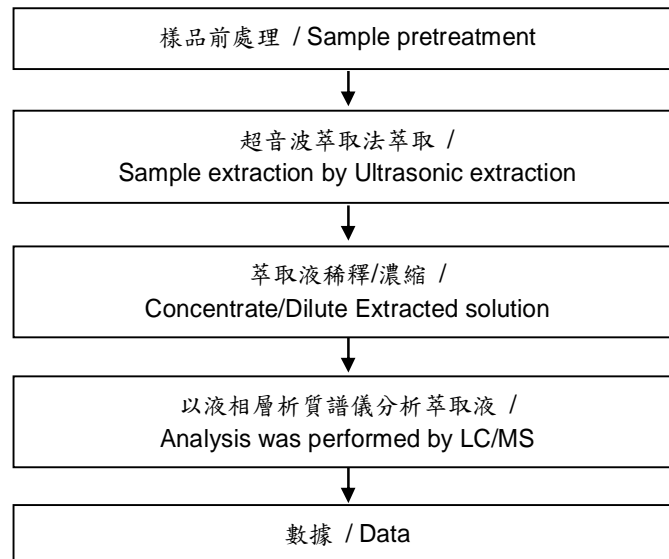 樣品前處理 / Sample pretreatment
超音波萃取法萃取 /
Sample extraction by Ultrasonic extraction
萃取液稀釋/濃縮 /
Concentrate/Dilute Extracted solution
以液相層析質譜儀分析萃取液 /
Analysis was performed by LC/MS
數據 / Data